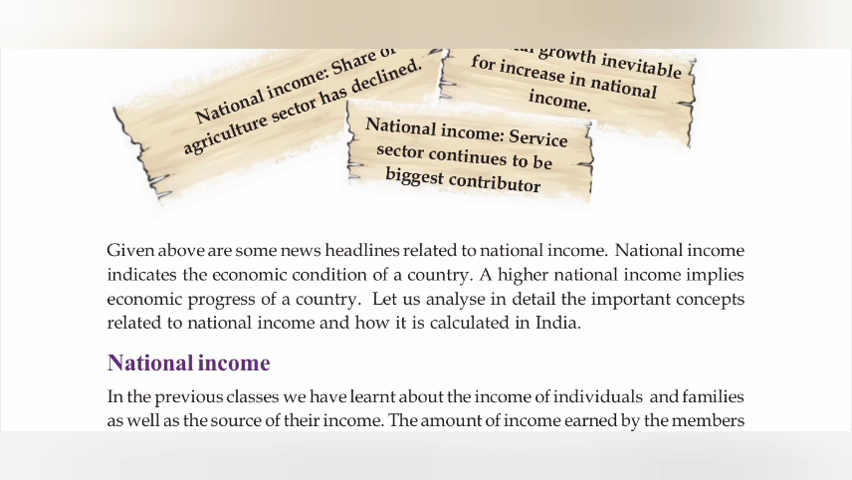 National income: Share of
agriculture sector has declined.
growth inevitable
for increase in national
income.
National income: Service
sector continues to be
biggest contributor
Given above are some news headlines related to national income. National income
indicates the economic condition of a country. A higher national income implies
economic progress of a country. Let us analyse in detail the important concepts
related to national income and how it is calculated in India.
National income
In the previous classes we have learnt about the income of individuals and families
as well as the source of their income. The amount of income earned by the members